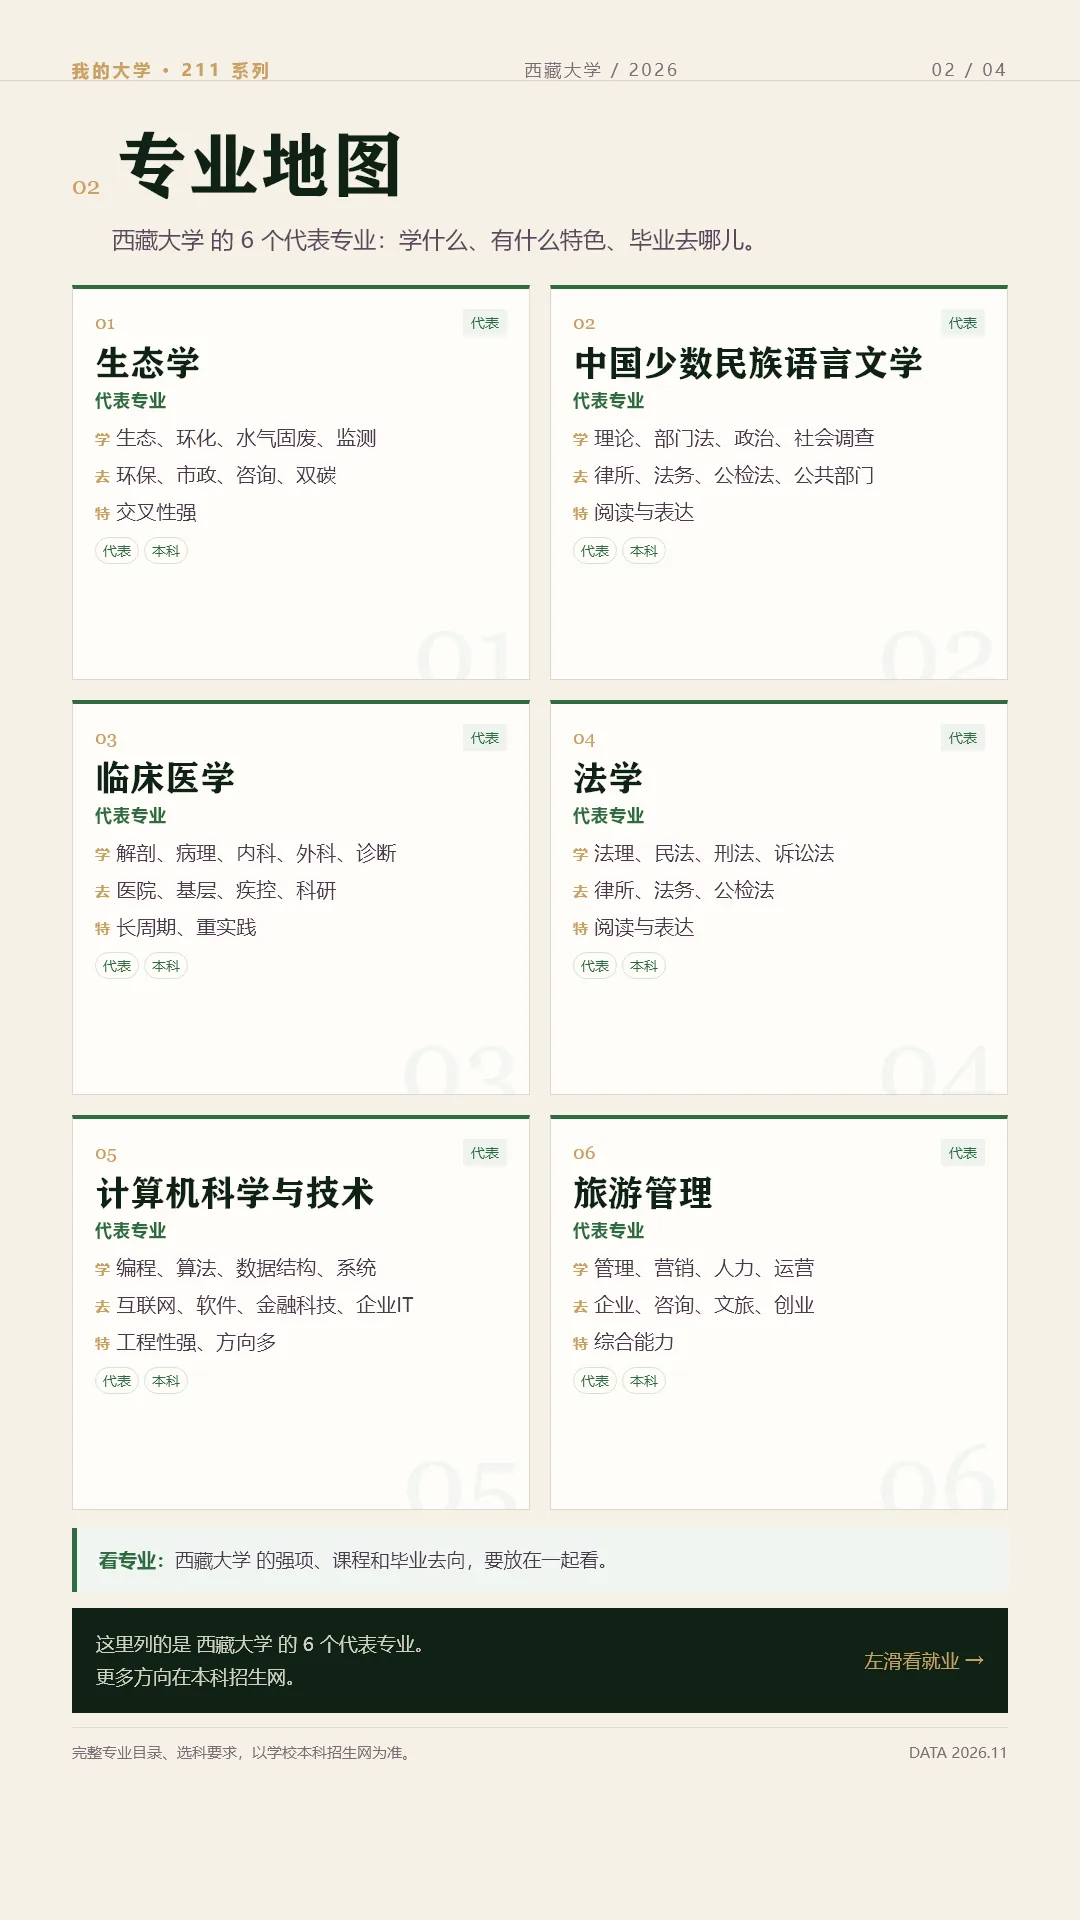 我的大学 • 211 系列
西藏大学 / 2026
02 / 04
02 专业地图
西藏大学 的 6 个代表专业：学什么、有什么特色、毕业去哪儿。
01
代表
生态学
代表专业
学 生态、环化、水气固废、监测
去 环保、市政、咨询、双碳
特 交叉性强
代表 本科
01
02
代表
中国少数民族语言文学
代表专业
学 理论、部门法、政治、社会调查
去 律所、法务、公检法、公共部门
特 阅读与表达
代表 本科
02
03
代表
临床医学
代表专业
学 解剖、病理、内科、外科、诊断
去 医院、基层、疾控、科研
特 长周期、重实践
代表 本科
03
04
代表
法学
代表专业
学 法理、民法、刑法、诉讼法
去 律所、法务、公检法
特 阅读与表达
代表 本科
04
05
代表
计算机科学与技术
代表专业
学 编程、算法、数据结构、系统
去 互联网、软件、金融科技、企业IT
特 工程性强、方向多
代表 本科
05
06
代表
旅游管理
代表专业
学 管理、营销、人力、运营
去 企业、咨询、文旅、创业
特 综合能力
代表 本科
06
看专业：西藏大学 的强项、课程和毕业去向，要放在一起看。
这里列的是 西藏大学 的 6 个代表专业。
更多方向在本科招生网。
左滑看就业 →
完整专业目录、选科要求，以学校本科招生网为准。
DATA 2026.11